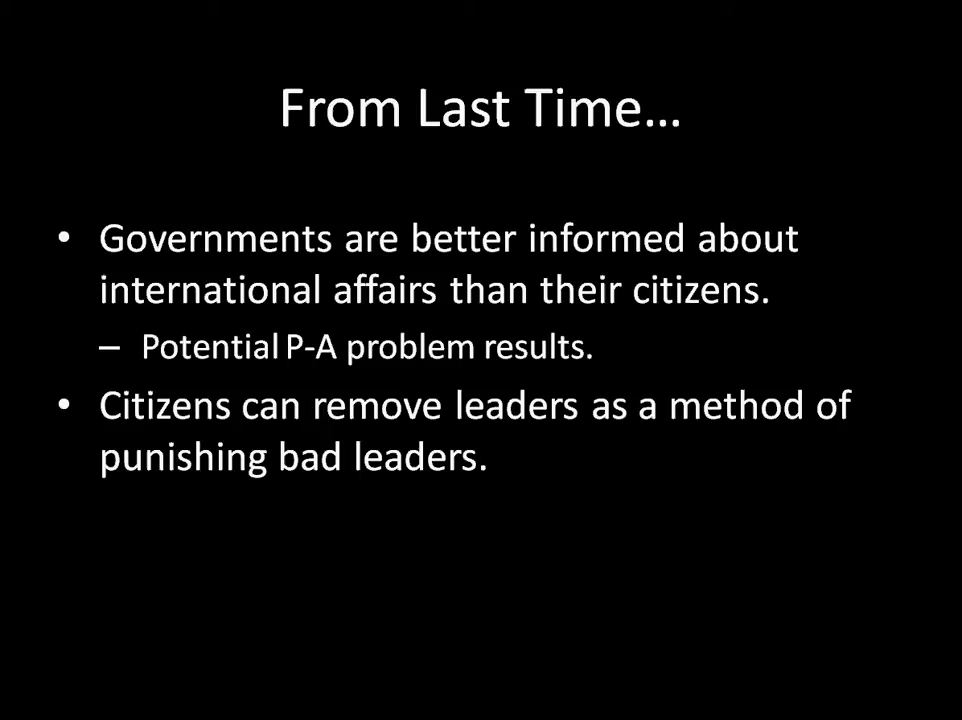 From Last Time…
• Governments are better informed about
international affairs than their citizens.
– Potential P-A problem results.
• Citizens can remove leaders as a method of
punishing bad leaders.